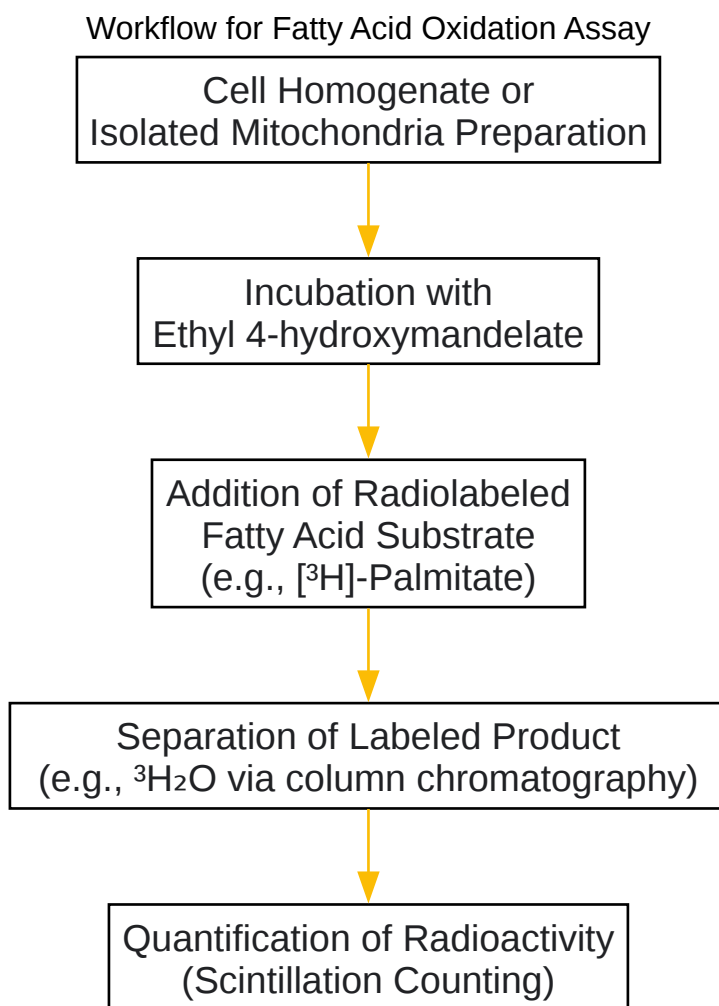 Workflow for Fatty Acid Oxidation Assay
Cell Homogenate or
Isolated Mitochondria Preparation
Incubation with
Ethyl 4-hydroxymandelate
Addition of Radiolabeled
Fatty Acid Substrate
(e.g., [³H]-Palmitate)
Separation of Labeled Product
(e.g., ³H₂O via column chromatography)
Quantification of Radioactivity
(Scintillation Counting)